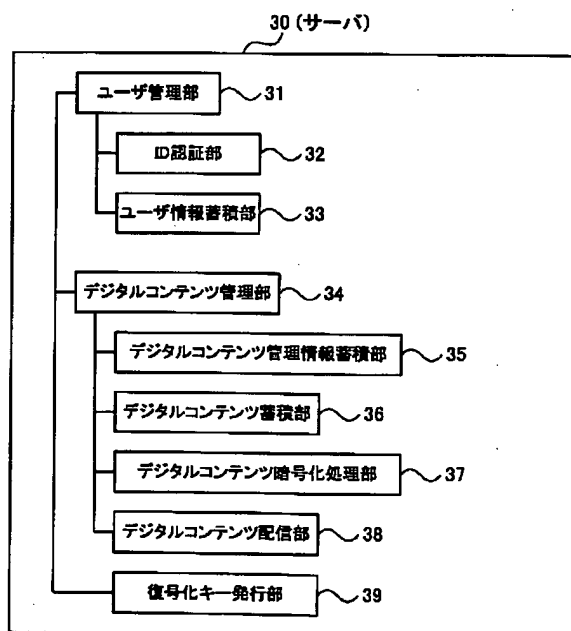 30(サーバ)
ユーザ管理部 31
ID認証部 32
ユーザ情報蓄積部 33
デジタルコンテンツ管理部 34
デジタルコンテンツ管理情報蓄積部 35
デジタルコンテンツ蓄積部 36
デジタルコンテンツ暗号化処理部 37
デジタルコンテンツ配信部 38
復号化キー発行部 39